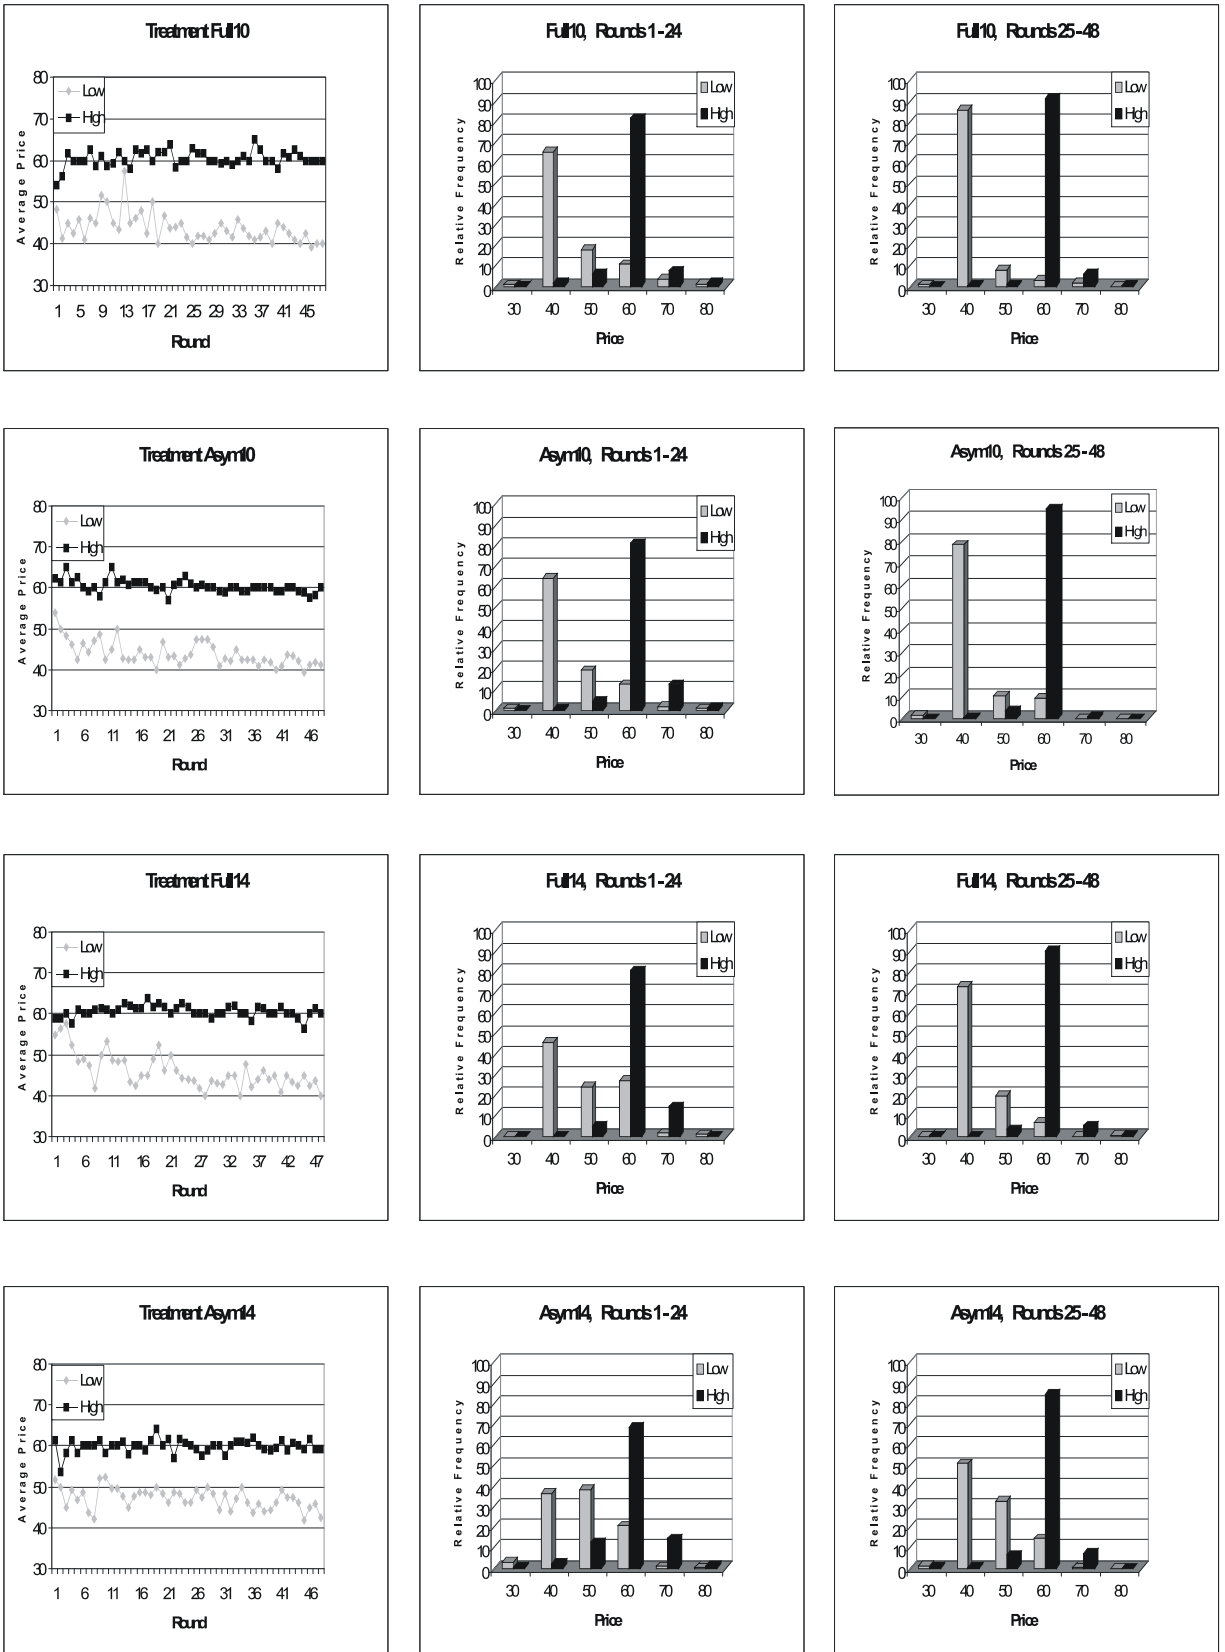 Treatment Full10
80
70
60
50
40
30
Average Price
Low
High
1 5 9 13 17 21 25 29 33 37 41 45
Round
Full10, Rounds 1-24
100
90
80
70
60
50
40
30
20
10
0
Relative Frequency
Low
High
30 40 50 60 70 80
Price
Full10, Rounds 25-48
100
90
80
70
60
50
40
30
20
10
0
Relative Frequency
Low
High
30 40 50 60 70 80
Price
Treatment Asym10
80
70
60
50
40
30
Average Price
Low
High
1 6 11 16 21 26 31 36 41 46
Round
Asym10, Rounds 1-24
100
90
80
70
60
50
40
30
20
10
0
Relative Frequency
Low
High
30 40 50 60 70 80
Price
Asym10, Rounds 25-48
100
90
80
70
60
50
40
30
20
10
0
Relative Frequency
Low
High
30 40 50 60 70 80
Price
Treatment Full14
80
70
60
50
40
30
Average Price
Low
High
1 6 11 16 21 27 32 37 42 47
Round
Full14, Rounds 1-24
100
90
80
70
60
50
40
30
20
10
0
Relative Frequency
Low
High
30 40 50 60 70 80
Price
Full14, Rounds 25-48
100
90
80
70
60
50
40
30
20
10
0
Relative Frequency
Low
High
30 40 50 60 70 80
Price
Treatment Asym14
80
70
60
50
40
30
Average Price
Low
High
1 6 11 16 21 26 31 36 41 46
Round
Asym14, Rounds 1-24
100
90
80
70
60
50
40
30
20
10
0
Relative Frequency
Low
High
30 40 50 60 70 80
Price
Asym14, Rounds 25-48
100
90
80
70
60
50
40
30
20
10
0
Relative Frequency
Low
High
30 40 50 60 70 80
Price